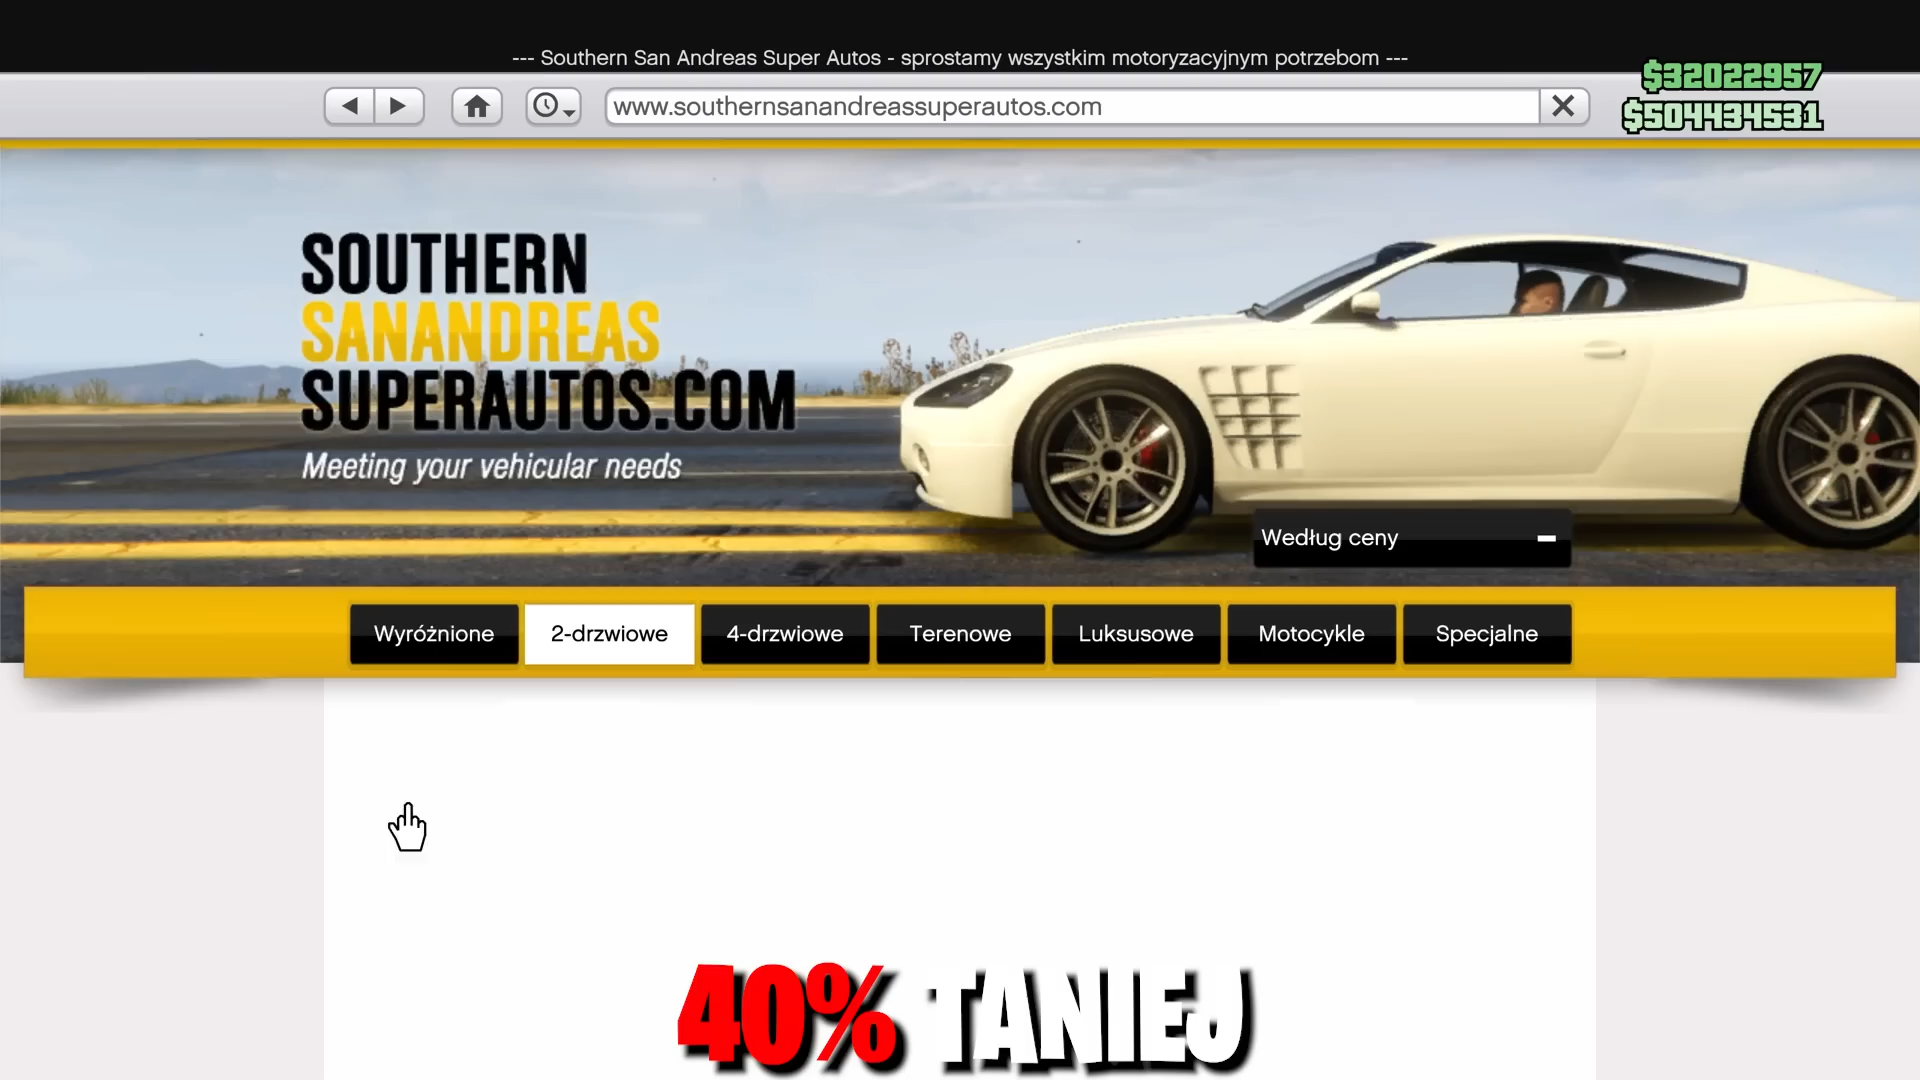 --- Southern San Andreas Super Autos - sprostamy wszystkim motoryzacyjnym potrzebom ---
www.southernsanandreassuperautos.com
$32022957
$504434531
SOUTHERN
SANANDREAS
SUPERAUTOS.COM
Meeting your vehicular needs
Według ceny
Wyróżnione
2-drzwiowe
4-drzwiowe
Terenowe
Luksusowe
Motocykle
Specjalne
40% TANIEJ